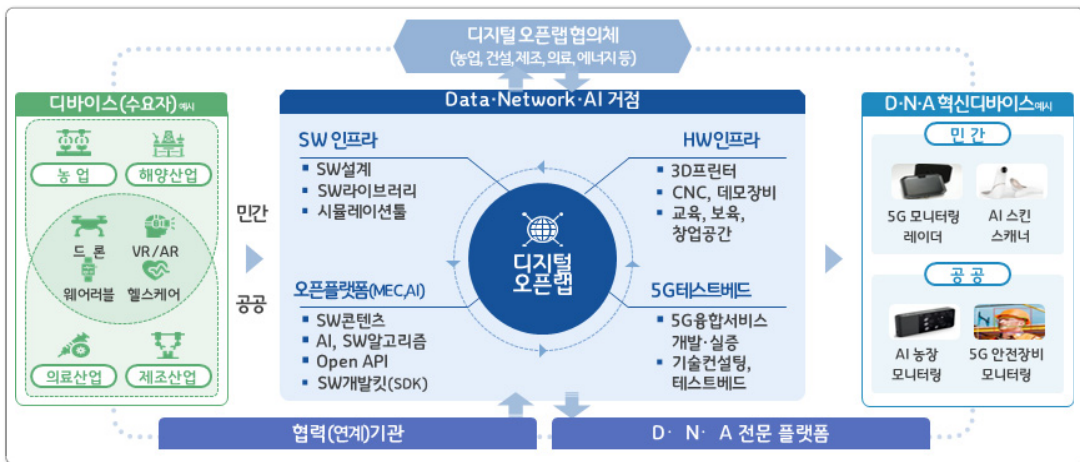 디지털 오픈랩 협의체
(농업, 건설, 제조, 의료, 에너지 등)
디바이스(수요자)예시
농 업
해양산업
드 론
VR/AR
웨어러블
헬스케어
의료산업
제조산업
민간
공공
Data·Network·AI 거점
SW 인프라
▪ SW설계
▪ SW라이브러리
▪ 시뮬레이션툴
HW인프라
▪ 3D프린터
▪ CNC, 데모장비
▪ 교육, 보육,
창업공간
디지털
오픈랩
오픈플랫폼(MEC,AI)
▪ SW콘텐츠
▪ AI, SW알고리즘
▪ Open API
▪ SW개발킷(SDK)
5G테스트베드
▪ 5G융합서비스
개발·실증
▪ 기술컨설팅,
테스트베드
D·N·A혁신디바이스예시
민 간
5G 모니터링
레이더
AI 스킨
스캐너
공 공
AI 농장
모니터링
5G 안전장비
모니터링
협력(연계)기관
D· N· A 전문 플랫폼